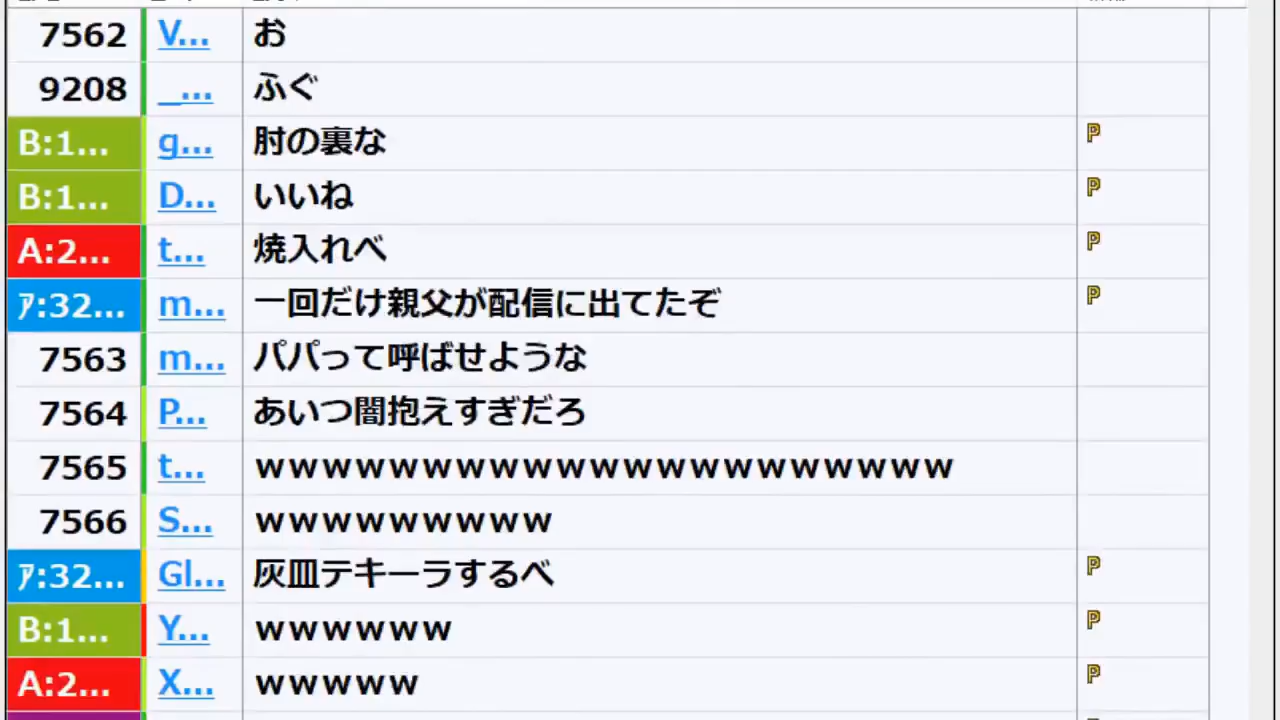 7562 V... お
9208 _... ふぐ
B:1... g... 肘の裏な P
B:1... D... いいね P
A:2... t... 焼入れべ P
ｱ:32... m... 一回だけ親父が配信に出てたぞ P
7563 m... パパって呼ばせような
7564 P... あいつ闇抱えすぎだろ
7565 t... ｗｗｗｗｗｗｗｗｗｗｗｗｗｗｗｗｗｗｗｗｗ
7566 S... ｗｗｗｗｗｗｗｗｗ
ｱ:32... Gl... 灰皿テキーラするべ P
B:1... Y... ｗｗｗｗｗｗ P
A:2... X... ｗｗｗｗｗ P